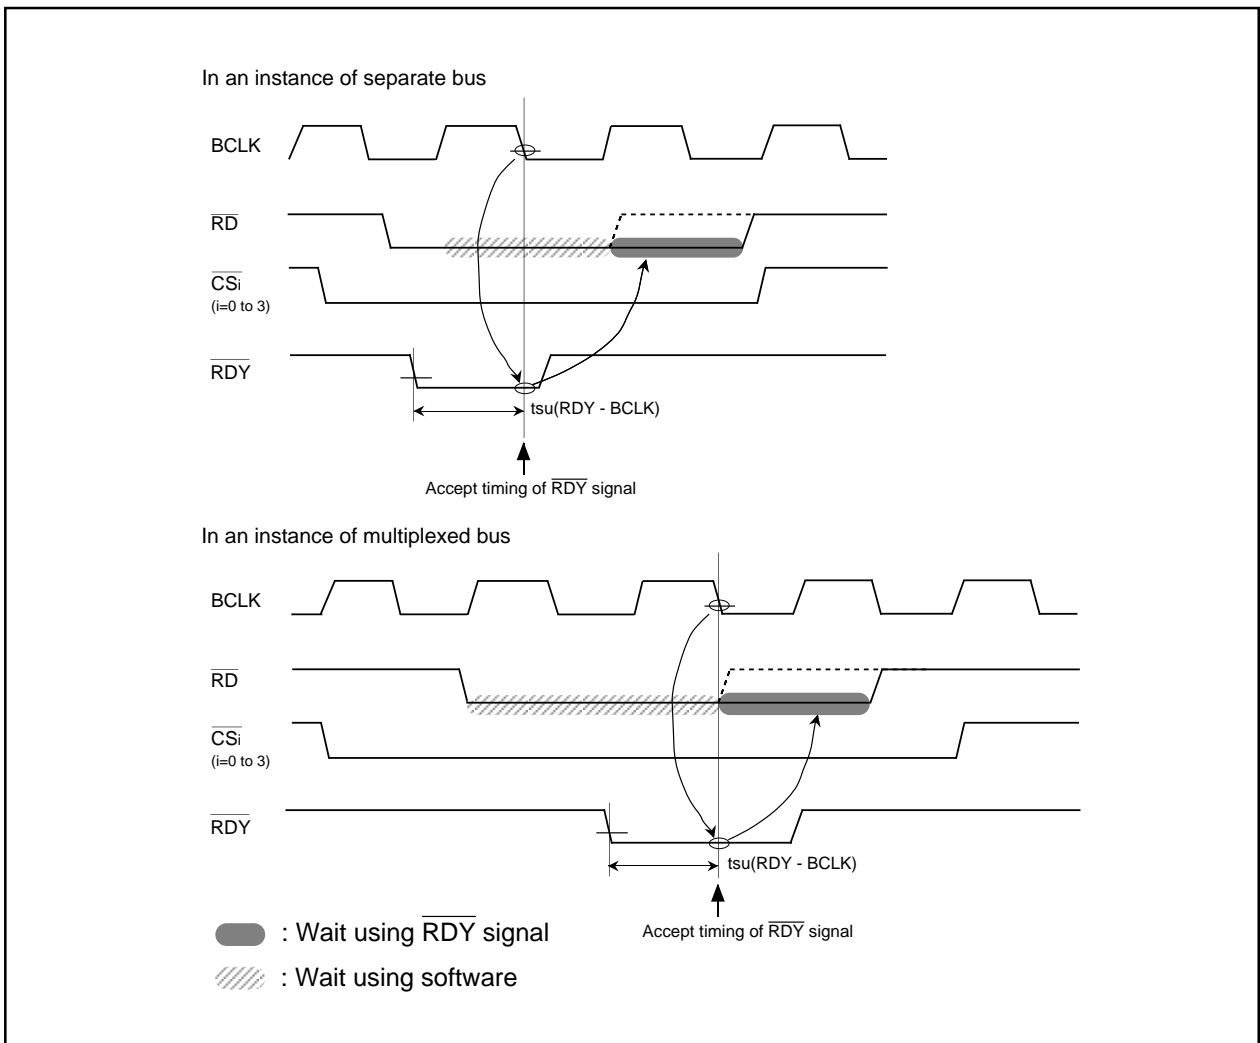 In an instance of separate bus
BCLK
RD
CSi
(i=0 to 3)
RDY
tsu(RDY - BCLK)
Accept timing of RDY signal
In an instance of multiplexed bus
BCLK
RD
CSi
(i=0 to 3)
RDY
tsu(RDY - BCLK)
Accept timing of RDY signal
: Wait using RDY signal
: Wait using software